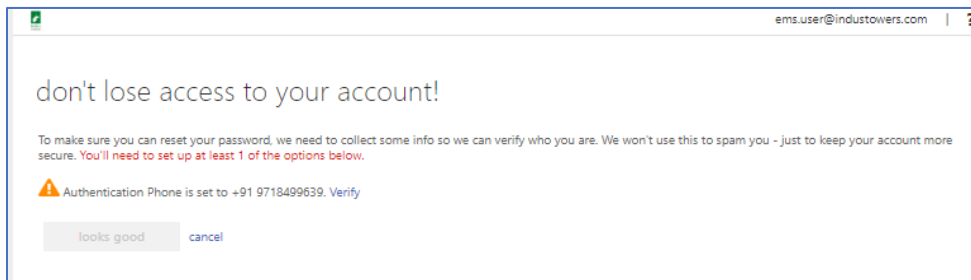 ems.user@industowers.com | ?
don't lose access to your account!
To make sure you can reset your password, we need to collect some info so we can verify who you are. We won't use this to spam you - just to keep your account more
secure. You'll need to set up at least 1 of the options below.
Authentication Phone is set to +91 9718499639. Verify
looks good cancel